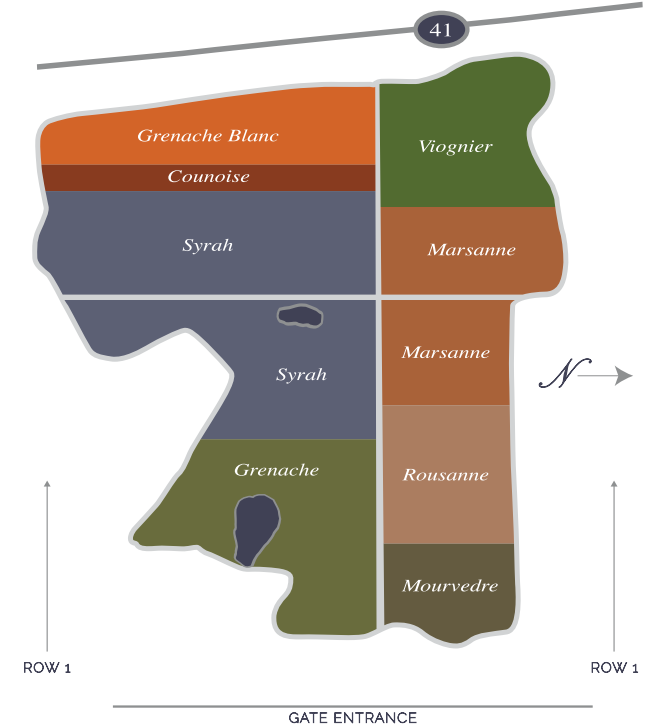 41
Grenache Blanc
Viognier
Counoise
Syrah
Marsanne
Marsanne
Syrah
N
Grenache
Rousanne
Mourvedre
ROW 1
ROW 1
GATE ENTRANCE